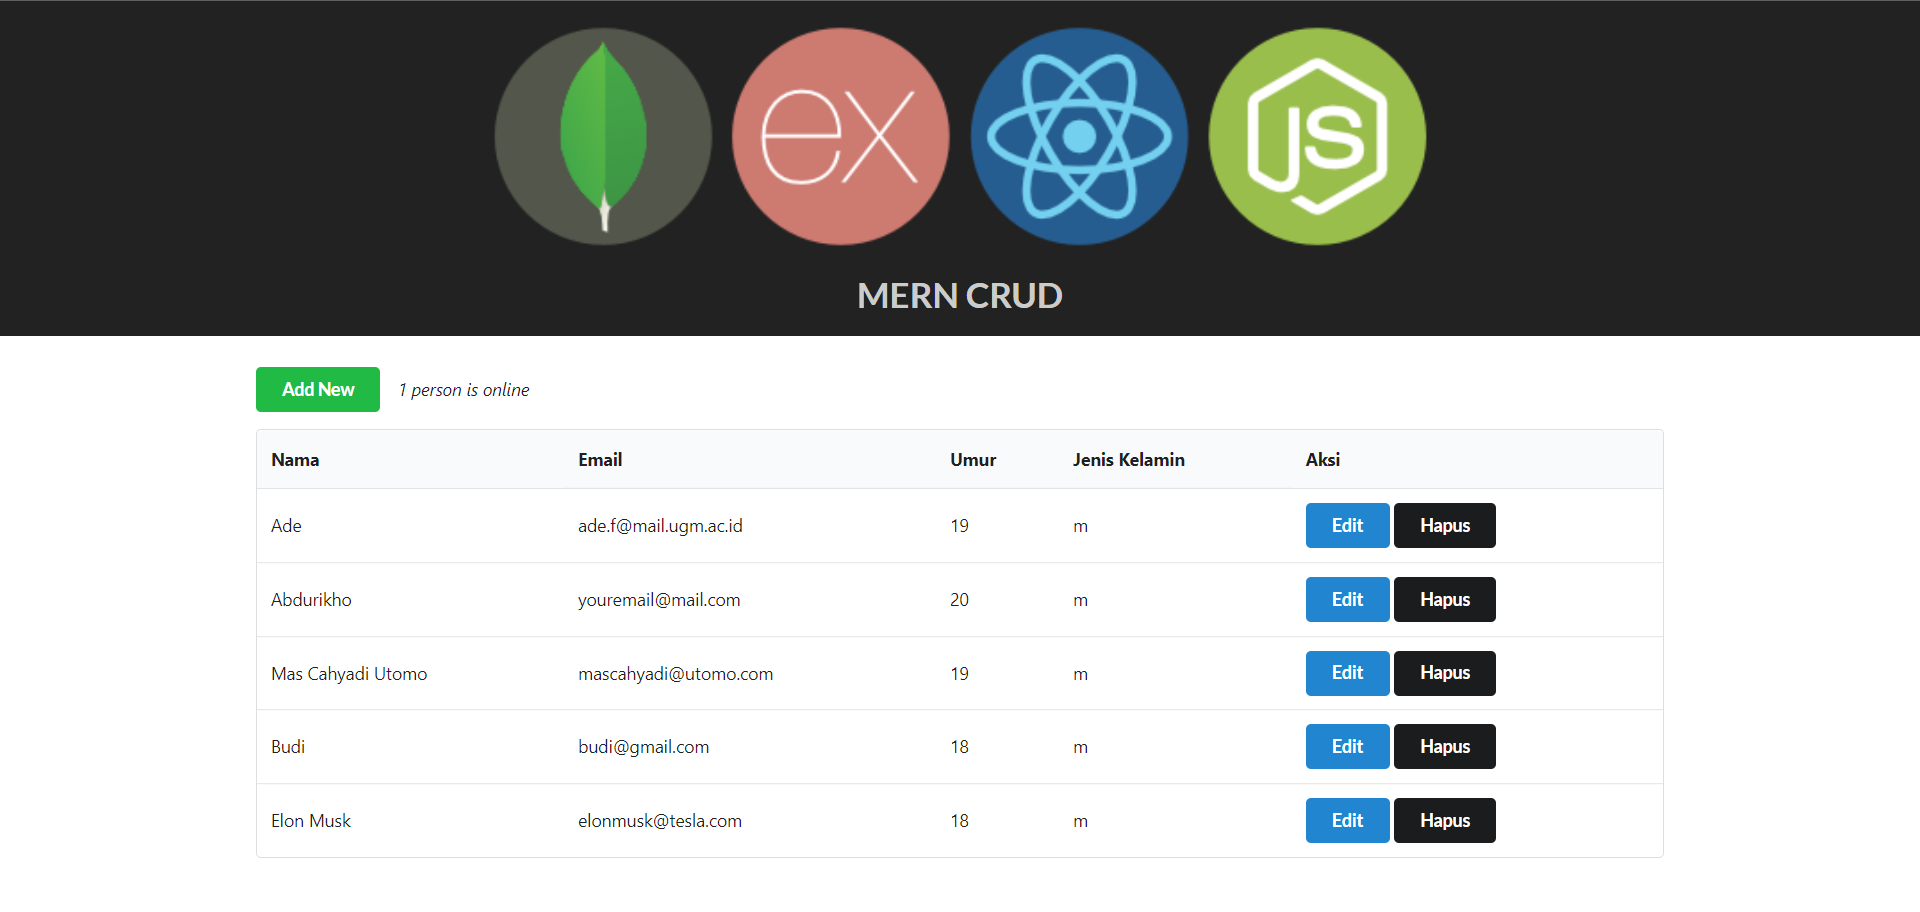 ex
JS
MERN CRUD
Add New 1 person is online
Nama Email Umur Jenis Kelamin Aksi
Ade ade.f@mail.ugm.ac.id 19 m Edit Hapus
Abdurikho youremail@mail.com 20 m Edit Hapus
Mas Cahyadi Utomo mascahyadi@utomo.com 19 m Edit Hapus
Budi budi@gmail.com 18 m Edit Hapus
Elon Musk elonmusk@tesla.com 18 m Edit Hapus